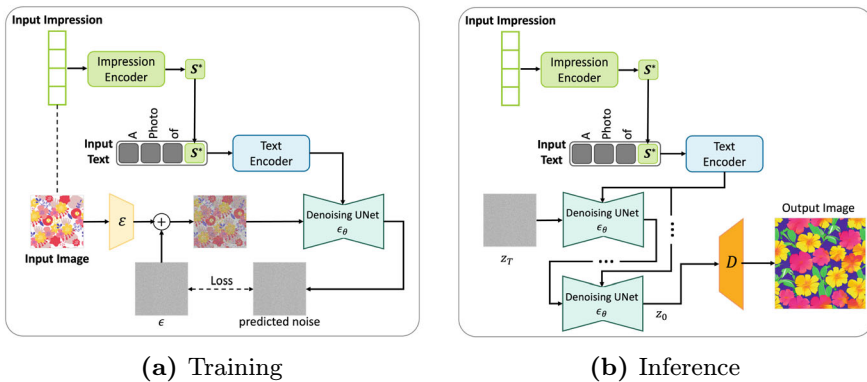 Input Impression
Impression
Encoder
S*
A
Photo
of
Input
Text
S*
Text
Encoder
Ɛ
+
Denoising UNet
ϵθ
Input Image
Loss
ϵ
predicted noise
(a) Training
Input Impression
Impression
Encoder
S*
A
Photo
of
Input
Text
S*
Text
Encoder
Output Image
Denoising UNet
ϵθ
zT
...
...
Denoising UNet
ϵθ
z0
D
(b) Inference